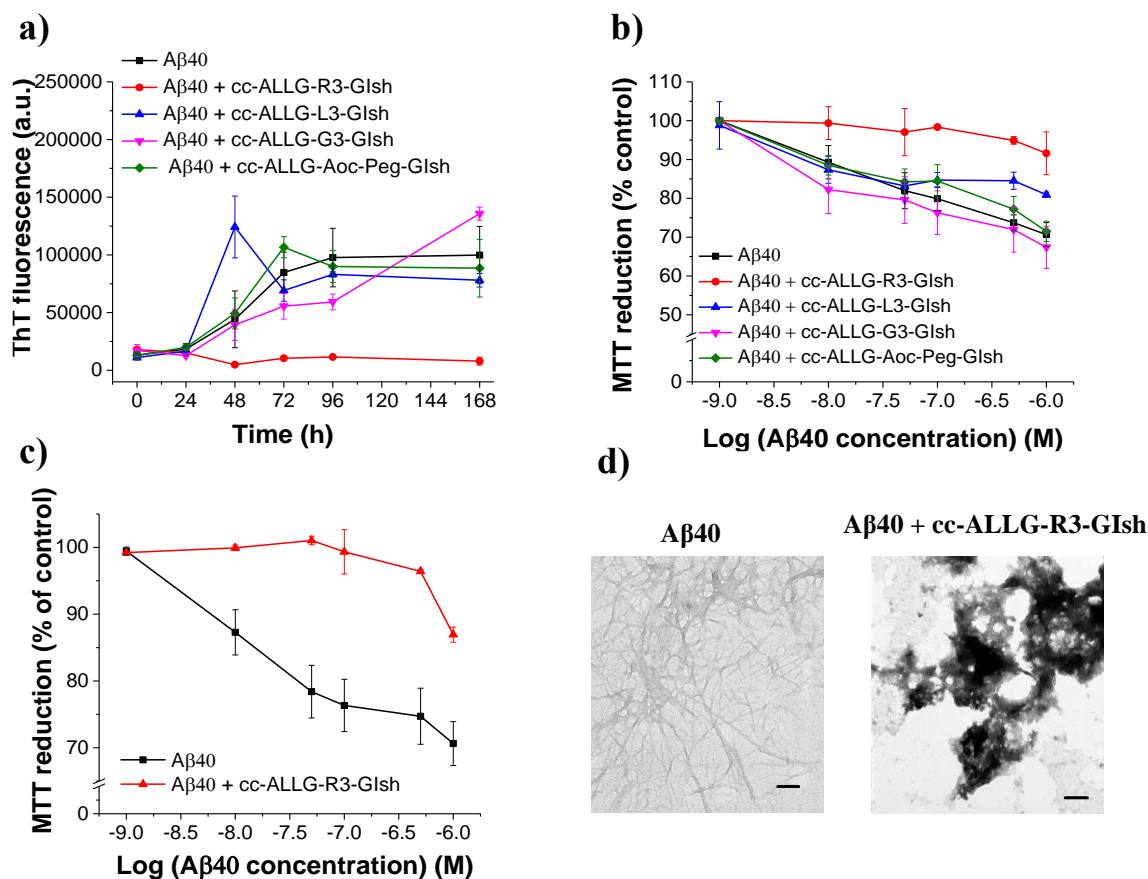 a)
Aβ40
Aβ40 + cc-ALLG-R3-GIsh
Aβ40 + cc-ALLG-L3-GIsh
Aβ40 + cc-ALLG-G3-GIsh
Aβ40 + cc-ALLG-Aoc-Peg-GIsh
250000
200000
150000
100000
50000
0
ThT fluorescence (a.u.)
0 24 48 72 96 120 144 168
Time (h)
b)
110
100
90
80
70
60
50
0
MTT reduction (% control)
Aβ40
Aβ40 + cc-ALLG-R3-GIsh
Aβ40 + cc-ALLG-L3-GIsh
Aβ40 + cc-ALLG-G3-GIsh
Aβ40 + cc-ALLG-Aoc-Peg-GIsh
-9.0 -8.5 -8.0 -7.5 -7.0 -6.5 -6.0
Log (Aβ40 concentration) (M)
c)
100
90
80
70
0
MTT reduction (% of control)
Aβ40
Aβ40 + cc-ALLG-R3-GIsh
-9.0 -8.5 -8.0 -7.5 -7.0 -6.5 -6.0
Log (Aβ40 concentration) (M)
d)
Aβ40
Aβ40 + cc-ALLG-R3-GIsh